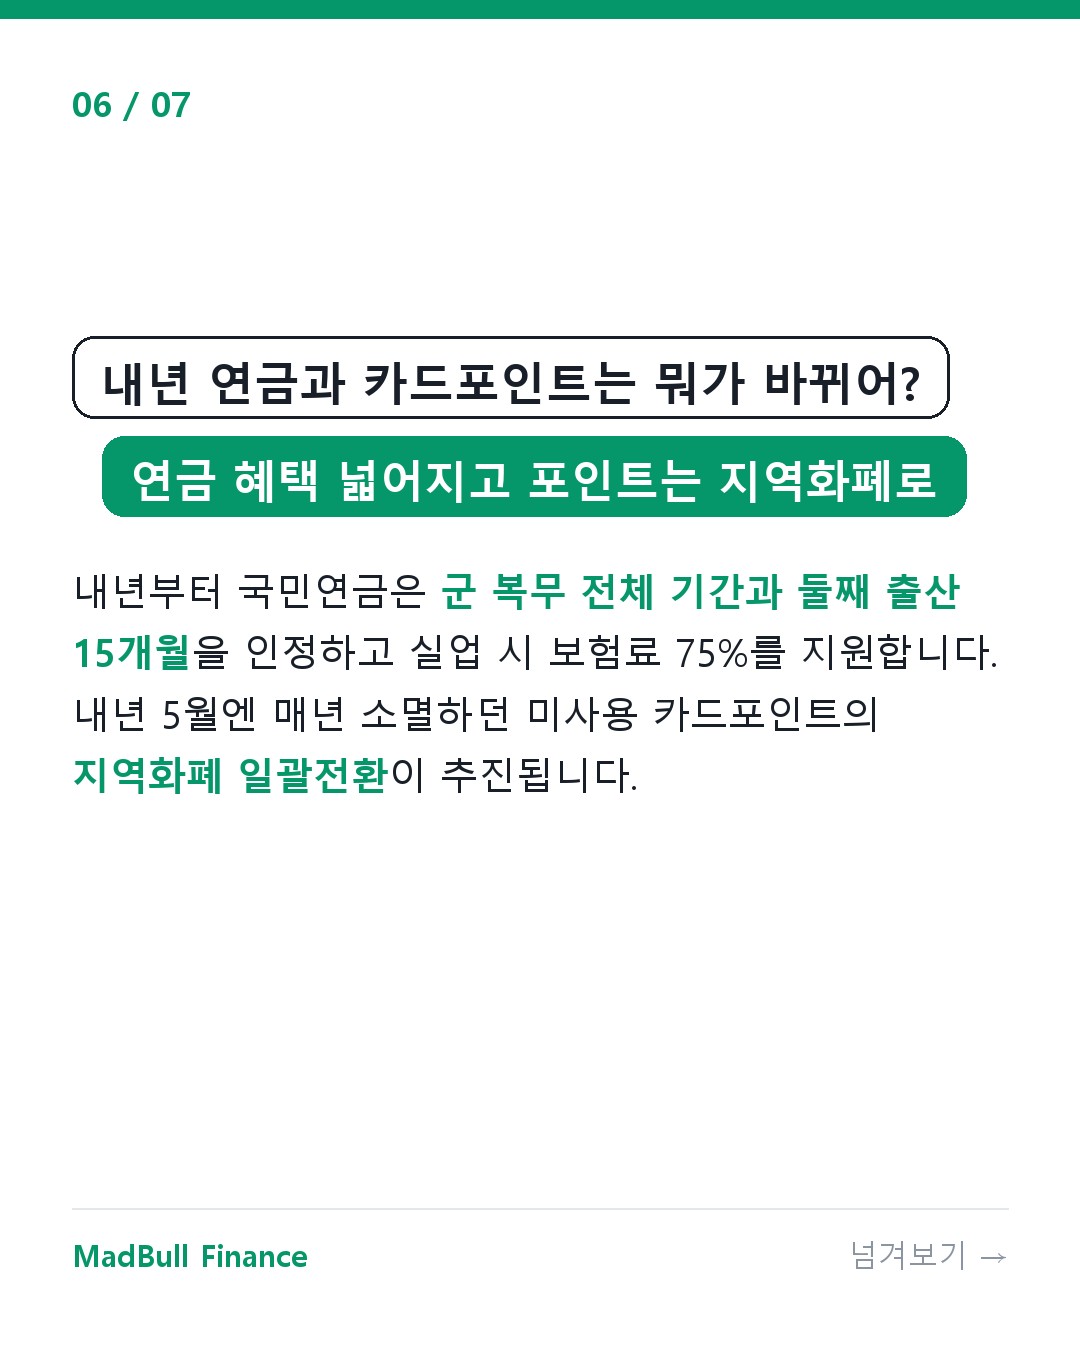 06 / 07
내년 연금과 카드포인트는 뭐가 바뀌어?
연금 혜택 넓어지고 포인트는 지역화폐로
내년부터 국민연금은 군 복무 전체 기간과 둘째 출산
15개월을 인정하고 실업 시 보험료 75%를 지원합니다.
내년 5월엔 매년 소멸하던 미사용 카드포인트의
지역화폐 일괄전환이 추진됩니다.
MadBull Finance
넘겨보기 →